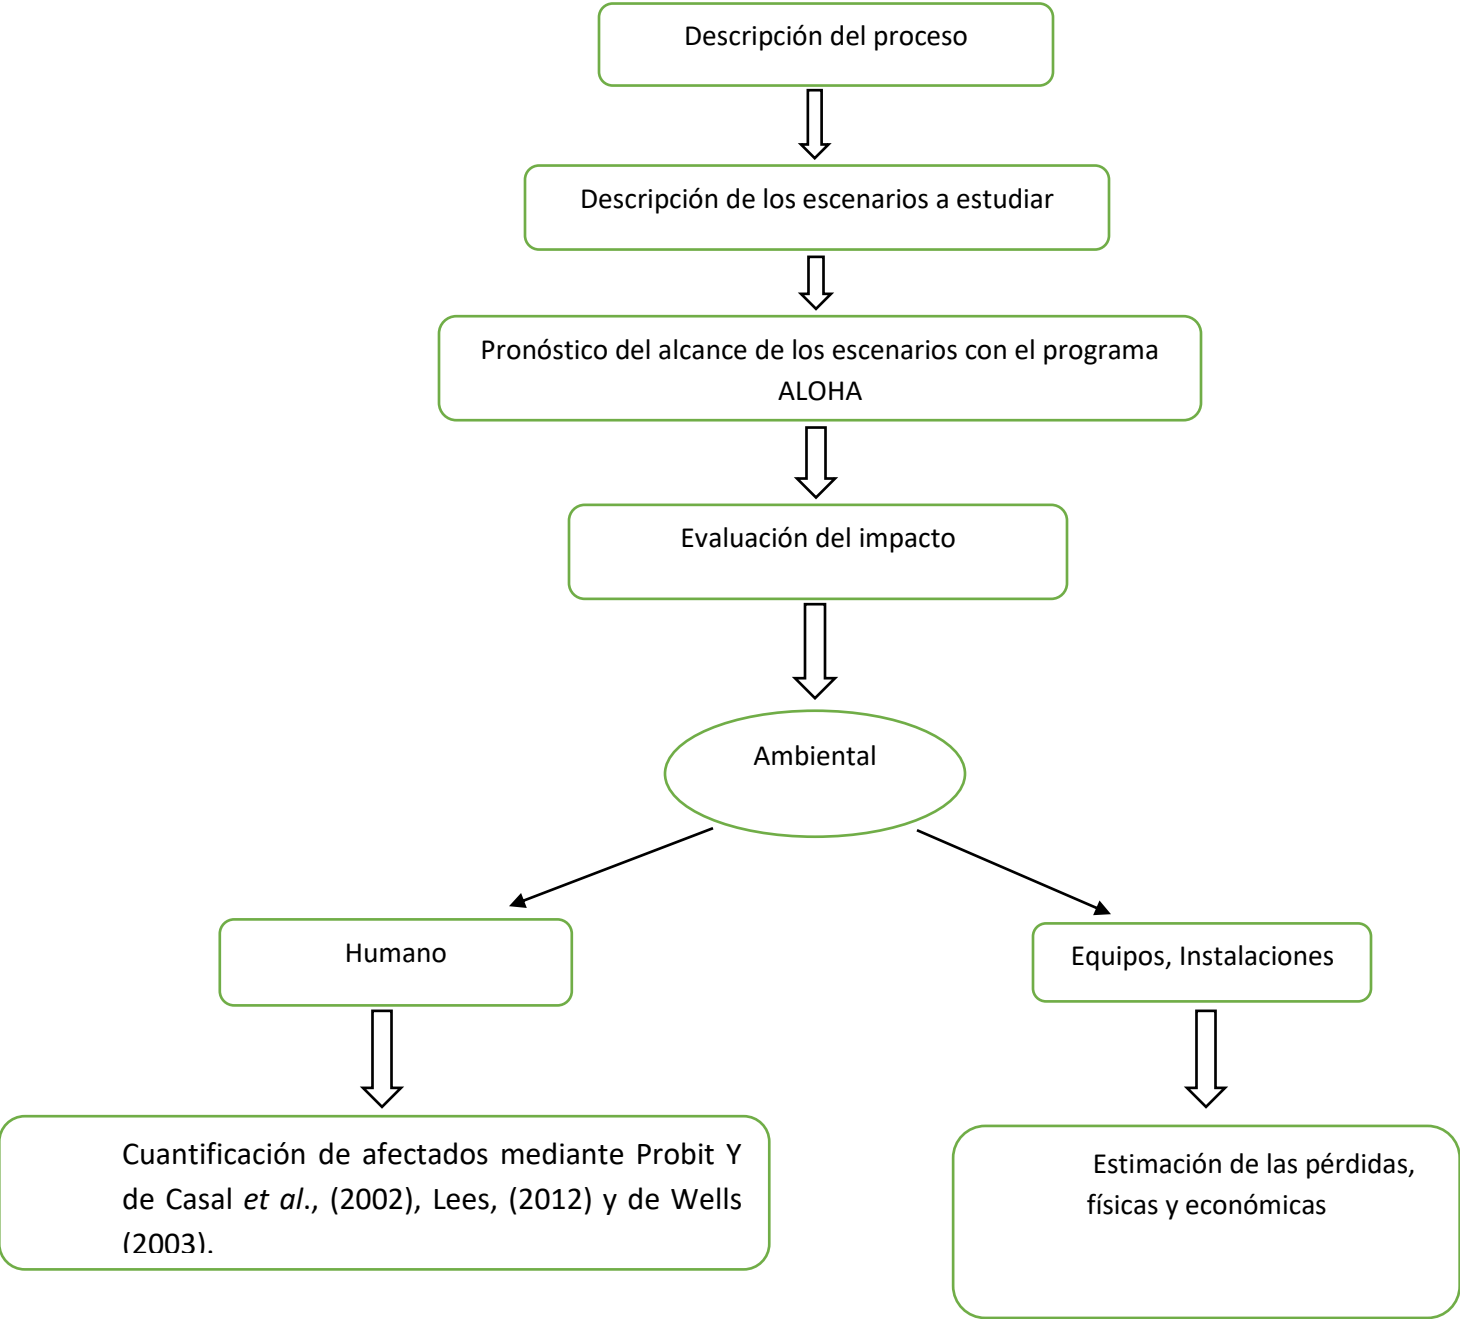 Descripción del proceso
Descripción de los escenarios a estudiar
Pronóstico del alcance de los escenarios con el programa
ALOHA
Evaluación del impacto
Ambiental
Humano
Equipos, Instalaciones
Cuantificación de afectados mediante Probit Y
de Casal et al., (2002), Lees, (2012) y de Wells
(2003).
Estimación de las pérdidas,
físicas y económicas